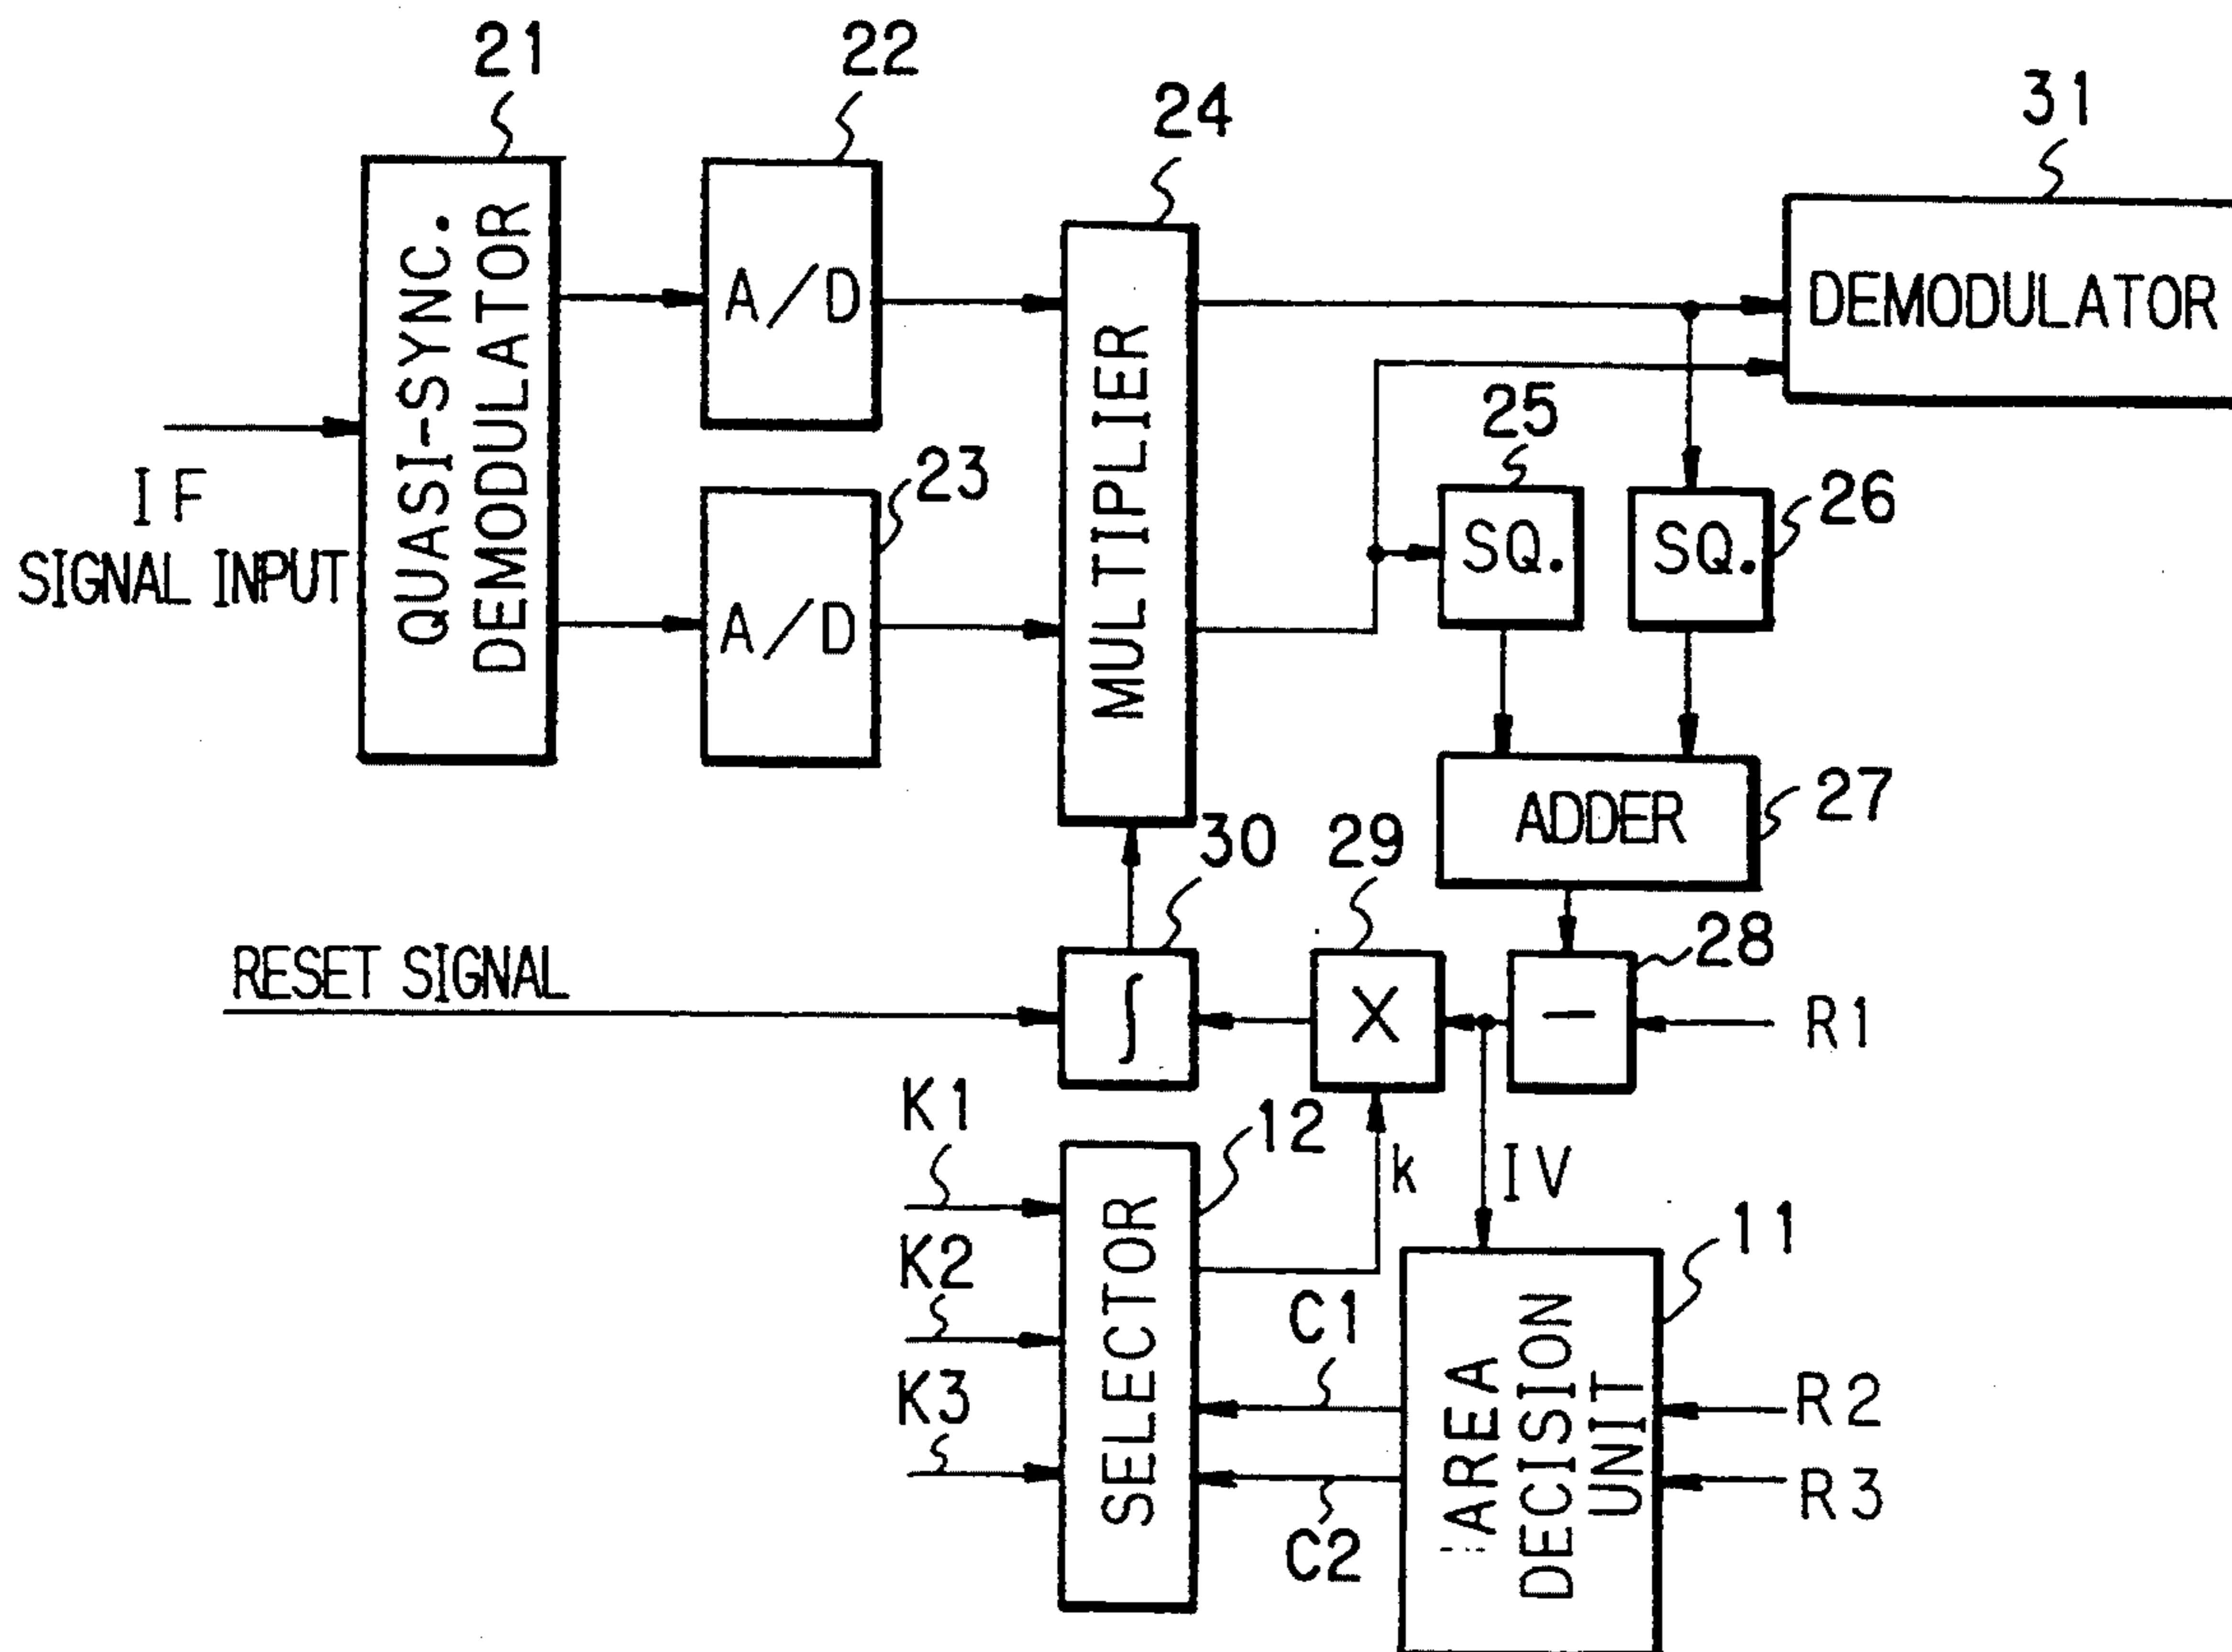 21
22
24
31
QUASI-SYNC.
DEMODULATOR
A/D
MULTIPLIER
DEMODULATOR
25
23
26
IF
SIGNAL INPUT
A/D
SQ.
SQ.
27
ADDER
30
29
28
RESET SIGNAL
∫
X
−
R1
K1
12
k
IV
11
K2
SELECTOR
C1
AREA
DECISION
UNIT
K3
R2
R3
C2